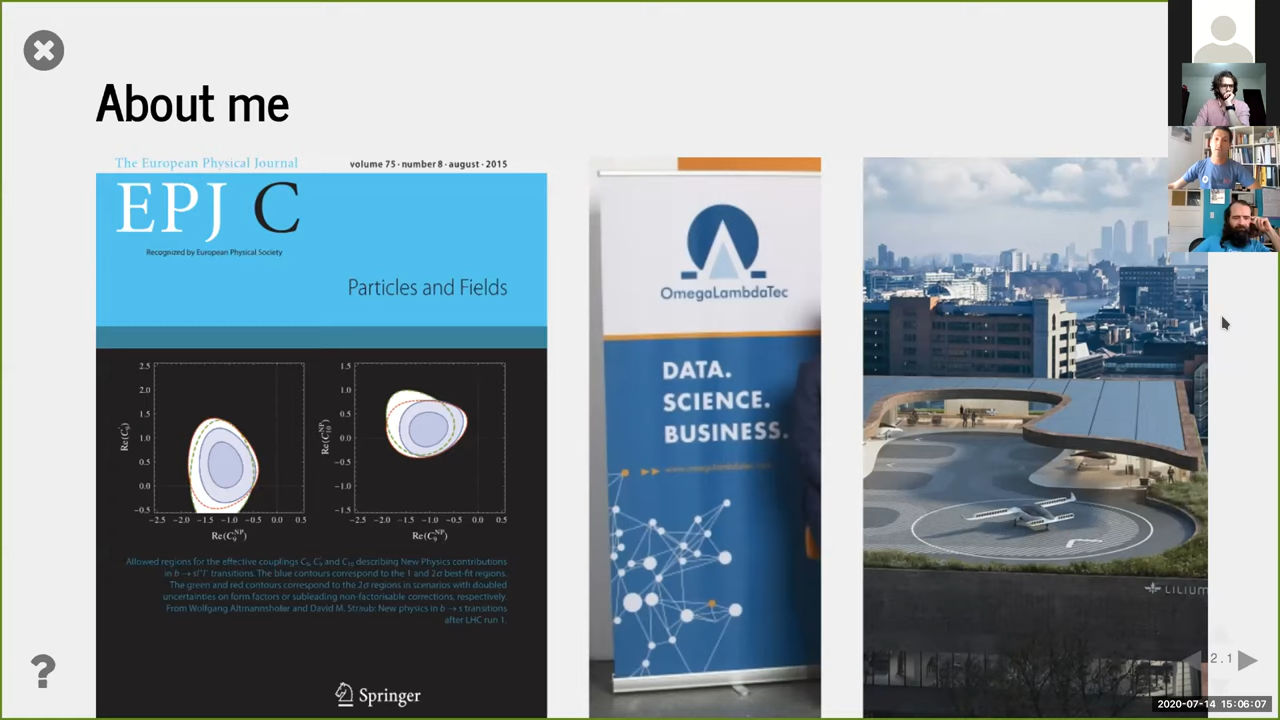 About me
The European Physical Journal
volume 75 · number 8 · august · 2015
EPJ C
Recognized by European Physical Society
Particles and Fields
2.5
2.0
1.5
1.0
0.5
0.0
−0.5
Re(C₉′)
−2.5 −2.0 −1.5 −1.0 −0.5 0.0 0.5
Re(C₉ᴺᴾ)
1.5
1.0
0.5
0.0
−0.5
−1.0
−1.5
Re(C₁₀ᴺᴾ)
−2.5 −2.0 −1.5 −1.0 −0.5 0.0 0.5
Re(C₉ᴺᴾ)
Allowed regions for the effective couplings C₉, C₉′ and C₁₀ describing New Physics contributions
in b → sl⁺l⁻ transitions. The blue contours correspond to the 1 and 2σ best-fit regions.
The green and red contours correspond to the 2σ regions in scenarios with doubled
uncertainties on form factors or subleading non-factorisable corrections, respectively.
From Wolfgang Altmannshofer and David M. Straub: New physics in b → s transitions
after LHC run 1.
Springer
OmegaLambdaTec
DATA.
SCIENCE.
BUSINESS.
LILIUM
?
2.1
2020-07-14 15:06:07